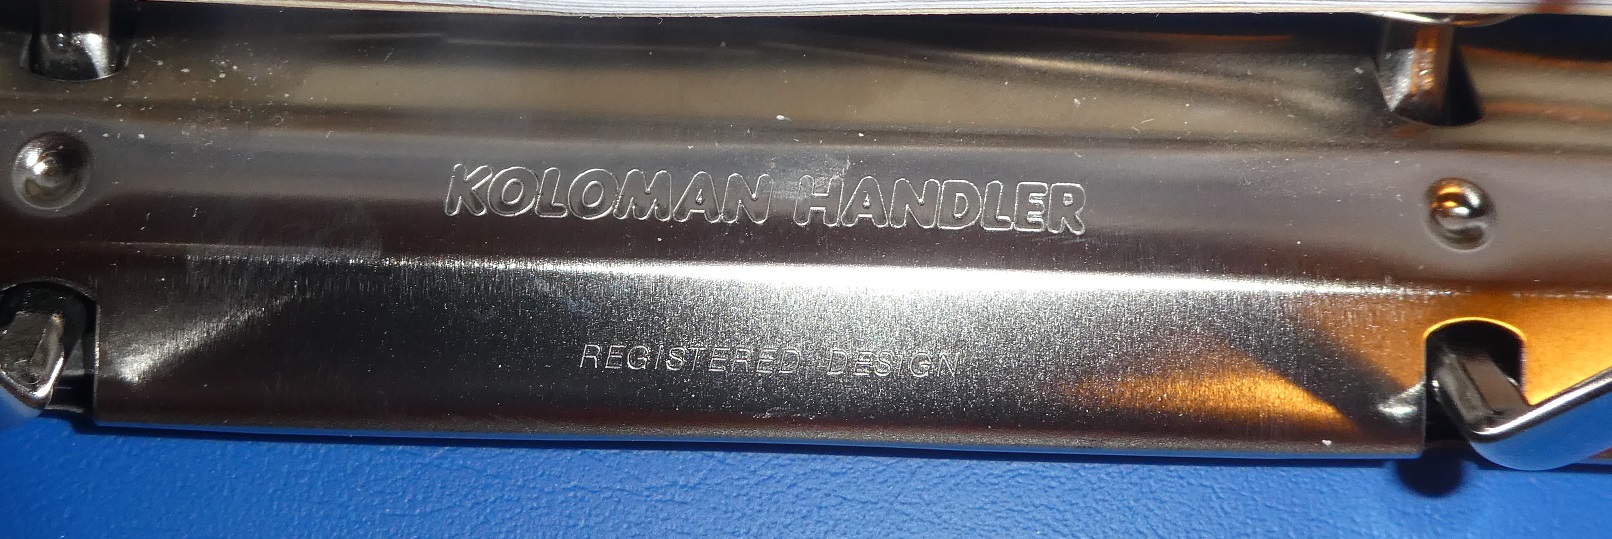 KOLOMAN HANDLER
REGISTERED DESIGN